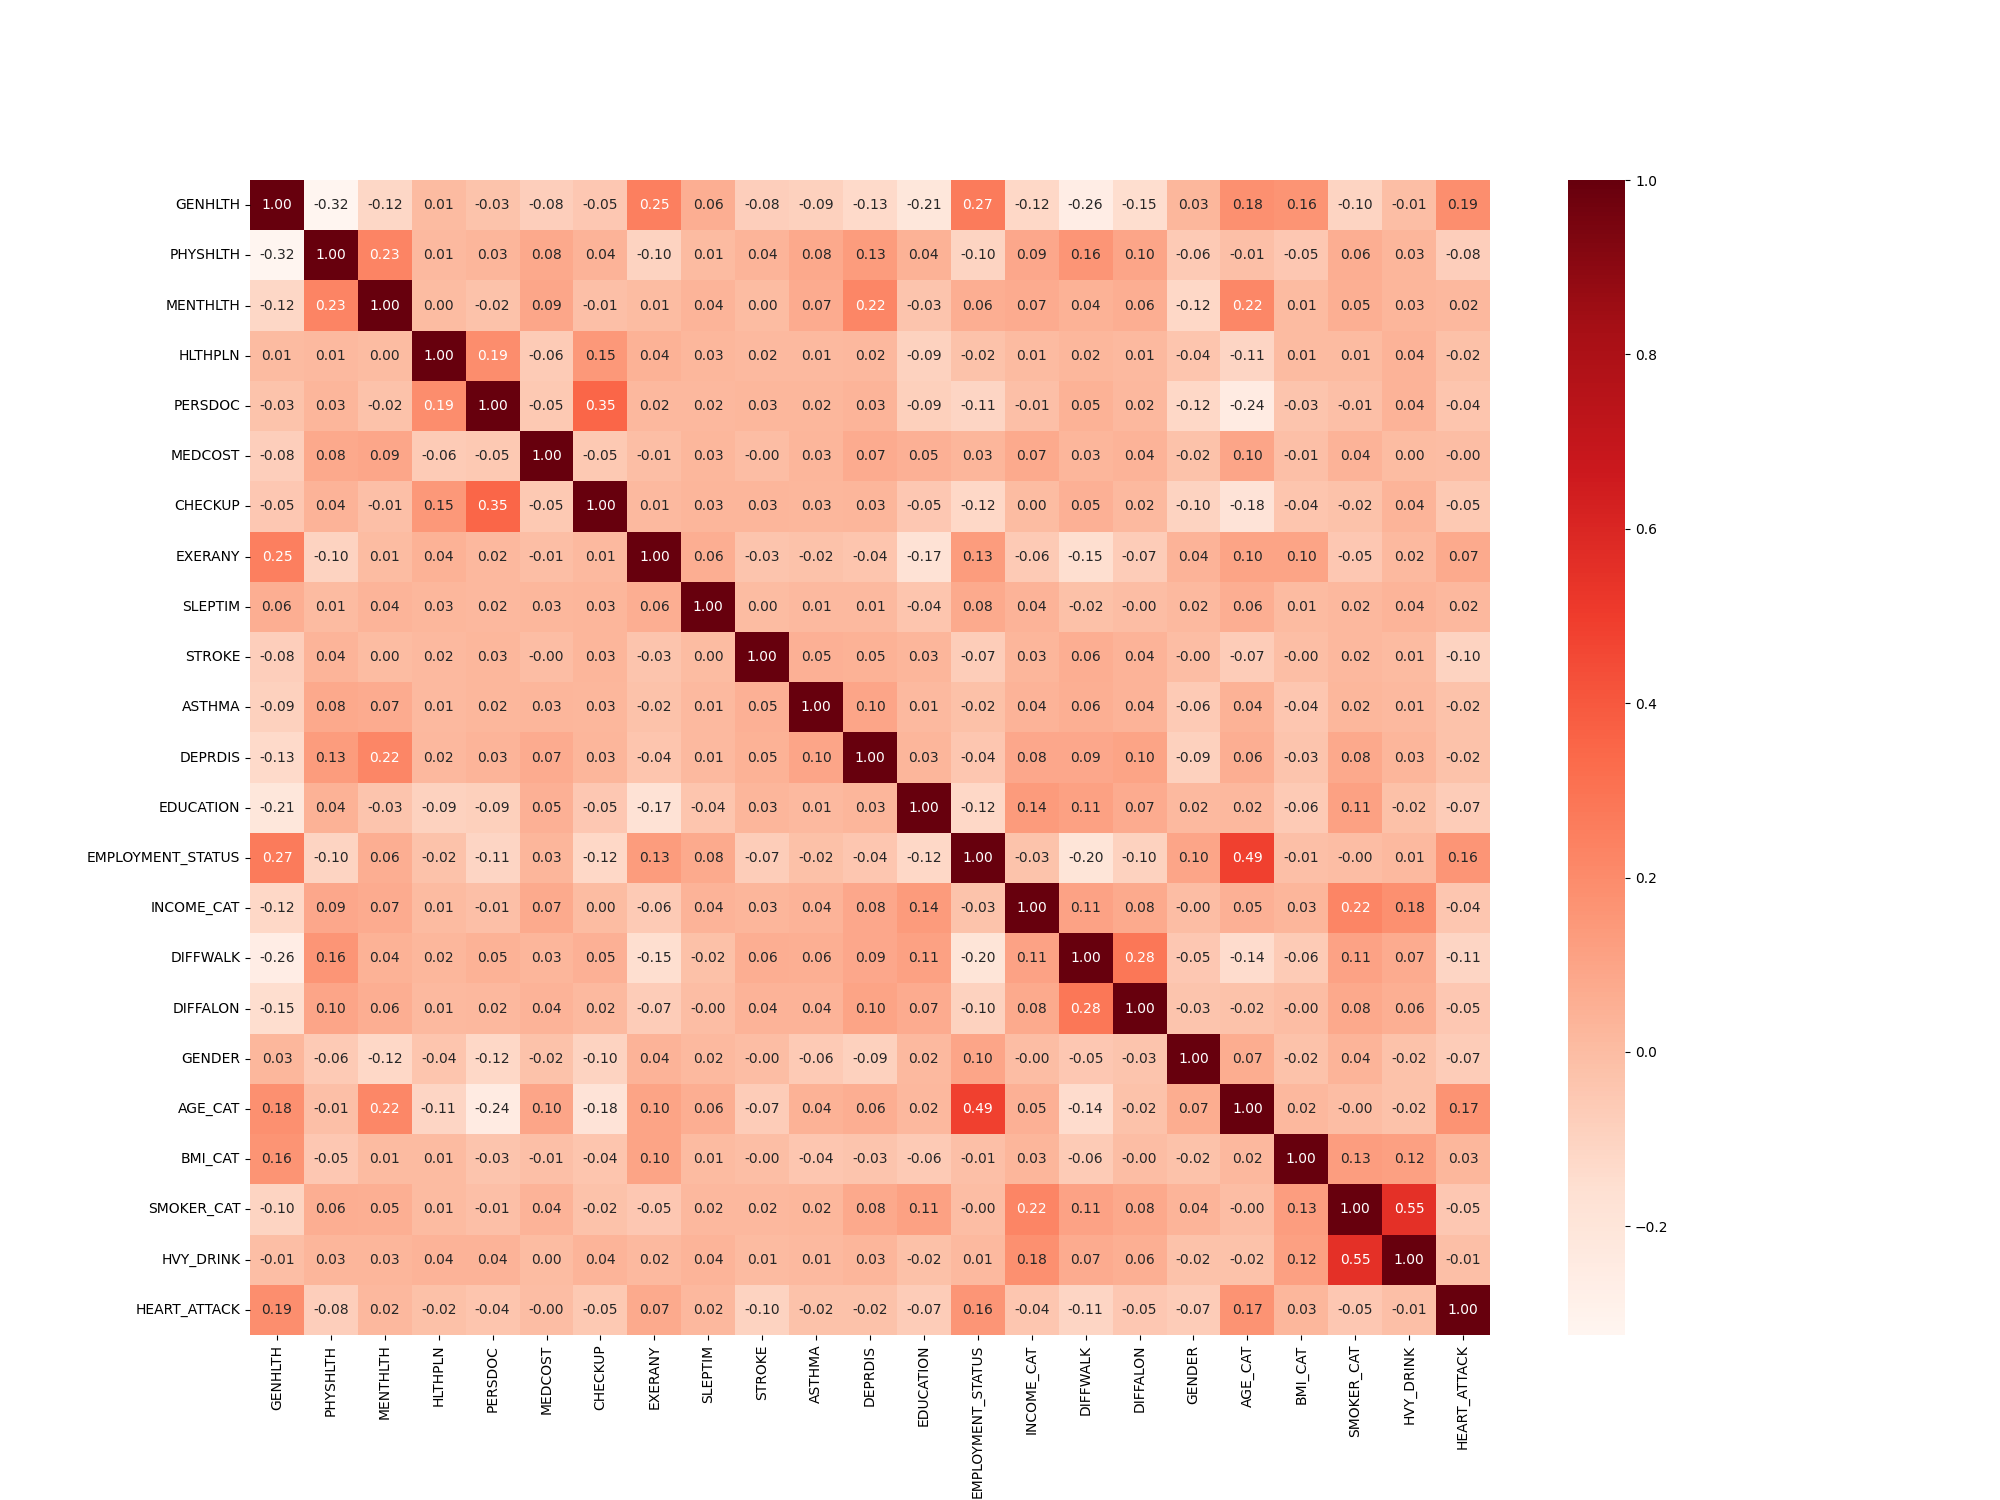 GENHLTH 1.00 -0.32 -0.12 0.01 -0.03 -0.08 -0.05 0.25 0.06 -0.08 -0.09 -0.13 -0.21 0.27 -0.12 -0.26 -0.15 0.03 0.18 0.16 -0.10 -0.01 0.19
PHYSHLTH -0.32 1.00 0.23 0.01 0.03 0.08 0.04 -0.10 0.01 0.04 0.08 0.13 0.04 -0.10 0.09 0.16 0.10 -0.06 -0.01 -0.05 0.06 0.03 -0.08
MENTHLTH -0.12 0.23 1.00 0.00 -0.02 0.09 -0.01 0.01 0.04 0.00 0.07 0.22 -0.03 0.06 0.07 0.04 0.06 -0.12 0.22 0.01 0.05 0.03 0.02
HLTHPLN 0.01 0.01 0.00 1.00 0.19 -0.06 0.15 0.04 0.03 0.02 0.01 0.02 -0.09 -0.02 0.01 0.02 0.01 -0.04 -0.11 0.01 0.01 0.04 -0.02
PERSDOC -0.03 0.03 -0.02 0.19 1.00 -0.05 0.35 0.02 0.02 0.03 0.02 0.03 -0.09 -0.11 -0.01 0.05 0.02 -0.12 -0.24 -0.03 -0.01 0.04 -0.04
MEDCOST -0.08 0.08 0.09 -0.06 -0.05 1.00 -0.05 -0.01 0.03 -0.00 0.03 0.07 0.05 0.03 0.07 0.03 0.04 -0.02 0.10 -0.01 0.04 0.00 -0.00
CHECKUP -0.05 0.04 -0.01 0.15 0.35 -0.05 1.00 0.01 0.03 0.03 0.03 0.03 -0.05 -0.12 0.00 0.05 0.02 -0.10 -0.18 -0.04 -0.02 0.04 -0.05
EXERANY 0.25 -0.10 0.01 0.04 0.02 -0.01 0.01 1.00 0.06 -0.03 -0.02 -0.04 -0.17 0.13 -0.06 -0.15 -0.07 0.04 0.10 0.10 -0.05 0.02 0.07
SLEPTIM 0.06 0.01 0.04 0.03 0.02 0.03 0.03 0.06 1.00 0.00 0.01 0.01 -0.04 0.08 0.04 -0.02 -0.00 0.02 0.06 0.01 0.02 0.04 0.02
STROKE -0.08 0.04 0.00 0.02 0.03 -0.00 0.03 -0.03 0.00 1.00 0.05 0.05 0.03 -0.07 0.03 0.06 0.04 -0.00 -0.07 -0.00 0.02 0.01 -0.10
ASTHMA -0.09 0.08 0.07 0.01 0.02 0.03 0.03 -0.02 0.01 0.05 1.00 0.10 0.01 -0.02 0.04 0.06 0.04 -0.06 0.04 -0.04 0.02 0.01 -0.02
DEPRDIS -0.13 0.13 0.22 0.02 0.03 0.07 0.03 -0.04 0.01 0.05 0.10 1.00 0.03 -0.04 0.08 0.09 0.10 -0.09 0.06 -0.03 0.08 0.03 -0.02
EDUCATION -0.21 0.04 -0.03 -0.09 -0.09 0.05 -0.05 -0.17 -0.04 0.03 0.01 0.03 1.00 -0.12 0.14 0.11 0.07 0.02 0.02 -0.06 0.11 -0.02 -0.07
EMPLOYMENT_STATUS 0.27 -0.10 0.06 -0.02 -0.11 0.03 -0.12 0.13 0.08 -0.07 -0.02 -0.04 -0.12 1.00 -0.03 -0.20 -0.10 0.10 0.49 -0.01 -0.00 0.01 0.16
INCOME_CAT -0.12 0.09 0.07 0.01 -0.01 0.07 0.00 -0.06 0.04 0.03 0.04 0.08 0.14 -0.03 1.00 0.11 0.08 -0.00 0.05 0.03 0.22 0.18 -0.04
DIFFWALK -0.26 0.16 0.04 0.02 0.05 0.03 0.05 -0.15 -0.02 0.06 0.06 0.09 0.11 -0.20 0.11 1.00 0.28 -0.05 -0.14 -0.06 0.11 0.07 -0.11
DIFFALON -0.15 0.10 0.06 0.01 0.02 0.04 0.02 -0.07 -0.00 0.04 0.04 0.10 0.07 -0.10 0.08 0.28 1.00 -0.03 -0.02 -0.00 0.08 0.06 -0.05
GENDER 0.03 -0.06 -0.12 -0.04 -0.12 -0.02 -0.10 0.04 0.02 -0.00 -0.06 -0.09 0.02 0.10 -0.00 -0.05 -0.03 1.00 0.07 -0.02 0.04 -0.02 -0.07
AGE_CAT 0.18 -0.01 0.22 -0.11 -0.24 0.10 -0.18 0.10 0.06 -0.07 0.04 0.06 0.02 0.49 0.05 -0.14 -0.02 0.07 1.00 0.02 -0.00 -0.02 0.17
BMI_CAT 0.16 -0.05 0.01 0.01 -0.03 -0.01 -0.04 0.10 0.01 -0.00 -0.04 -0.03 -0.06 -0.01 0.03 -0.06 -0.00 -0.02 0.02 1.00 0.13 0.12 0.03
SMOKER_CAT -0.10 0.06 0.05 0.01 -0.01 0.04 -0.02 -0.05 0.02 0.02 0.02 0.08 0.11 -0.00 0.22 0.11 0.08 0.04 -0.00 0.13 1.00 0.55 -0.05
HVY_DRINK -0.01 0.03 0.03 0.04 0.04 0.00 0.04 0.02 0.04 0.01 0.01 0.03 -0.02 0.01 0.18 0.07 0.06 -0.02 -0.02 0.12 0.55 1.00 -0.01
HEART_ATTACK 0.19 -0.08 0.02 -0.02 -0.04 -0.00 -0.05 0.07 0.02 -0.10 -0.02 -0.02 -0.07 0.16 -0.04 -0.11 -0.05 -0.07 0.17 0.03 -0.05 -0.01 1.00
GENHLTH
PHYSHLTH
MENTHLTH
HLTHPLN
PERSDOC
MEDCOST
CHECKUP
EXERANY
SLEPTIM
STROKE
ASTHMA
DEPRDIS
EDUCATION
EMPLOYMENT_STATUS
INCOME_CAT
DIFFWALK
DIFFALON
GENDER
AGE_CAT
BMI_CAT
SMOKER_CAT
HVY_DRINK
HEART_ATTACK
1.0
0.8
0.6
0.4
0.2
0.0
−0.2